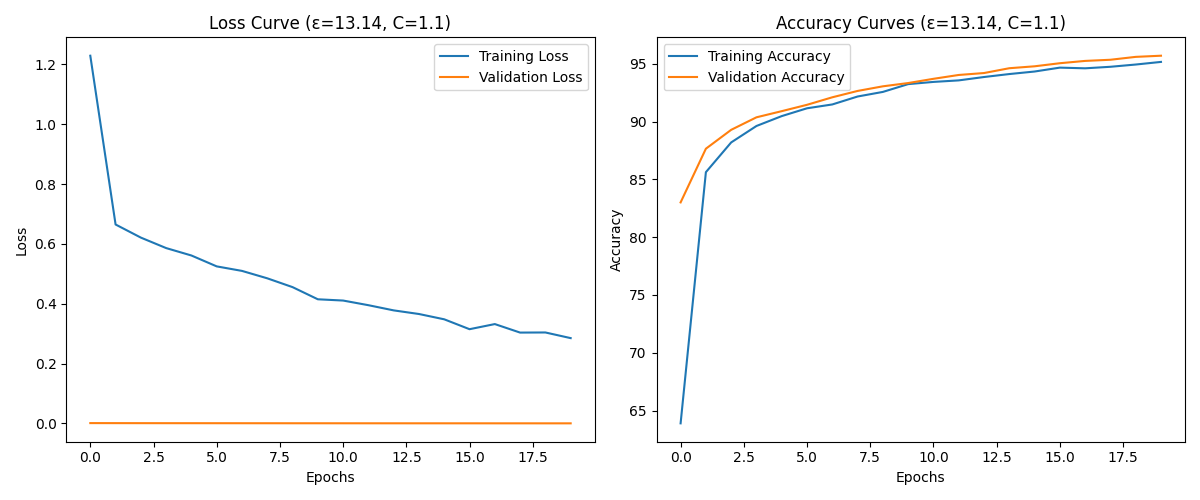 Loss Curve (ε=13.14, C=1.1)
Training Loss
Validation Loss
Loss
1.2
1.0
0.8
0.6
0.4
0.2
0.0
0.0 2.5 5.0 7.5 10.0 12.5 15.0 17.5
Epochs
Accuracy Curves (ε=13.14, C=1.1)
Training Accuracy
Validation Accuracy
Accuracy
95
90
85
80
75
70
65
0.0 2.5 5.0 7.5 10.0 12.5 15.0 17.5
Epochs